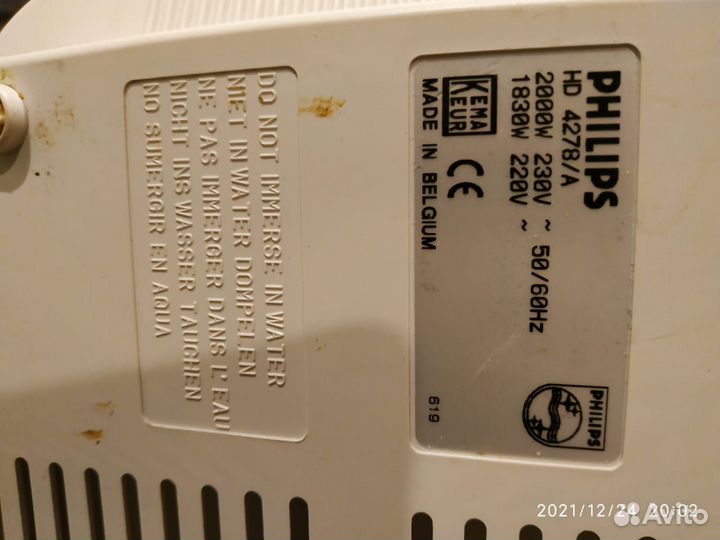 PHILIPS
HD 4278/A
2000W 230V ~ 50/60Hz
1830W 220V ~
KEMA
KEUR
CE
MADE IN BELGIUM
619
PHILIPS
DO NOT IMMERSE IN WATER
NIET IN WATER DOMPELEN
NE PAS IMMERGER DANS L'EAU
NICHT INS WASSER TAUCHEN
NO SUMERGIR EN AQUA
2021/12/24 20:02
Avito